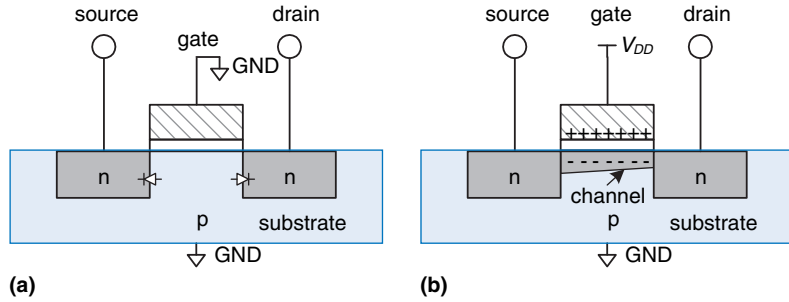 source drain
gate
GND
n n
p substrate
GND
(a)
source gate drain
V_DD
+++++++
n n
channel
p substrate
GND
(b)